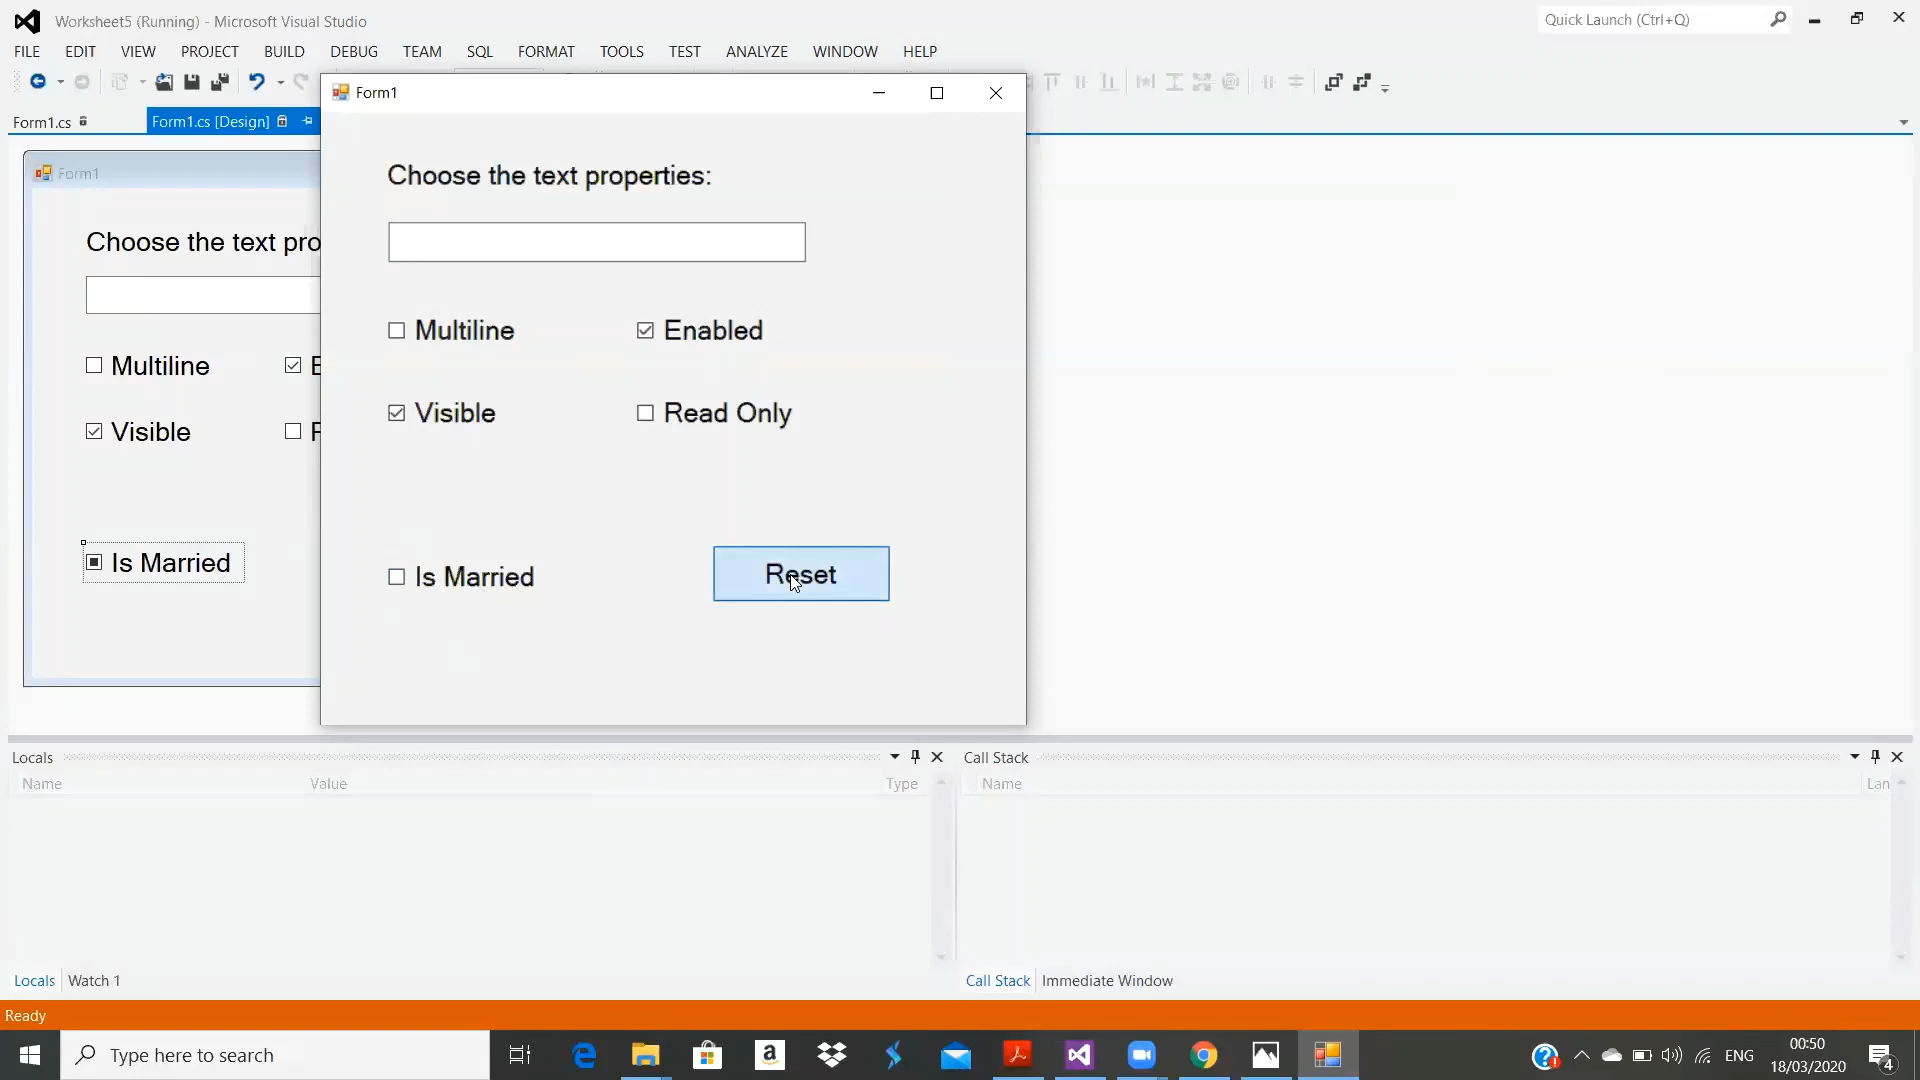 Worksheet5 (Running) - Microsoft Visual Studio
Quick Launch (Ctrl+Q)
FILE EDIT VIEW PROJECT BUILD DEBUG TEAM SQL FORMAT TOOLS TEST ANALYZE WINDOW HELP
Form1.cs
Form1.cs [Design]
Form1
Choose the text pro
Multiline
Visible
Is Married
Form1
Choose the text properties:
Multiline
Enabled
Visible
Read Only
Is Married
Reset
Locals
Name Value Type
Call Stack
Name Lan
Locals Watch 1
Call Stack Immediate Window
Ready
Type here to search
ENG
00:50
18/03/2020
4